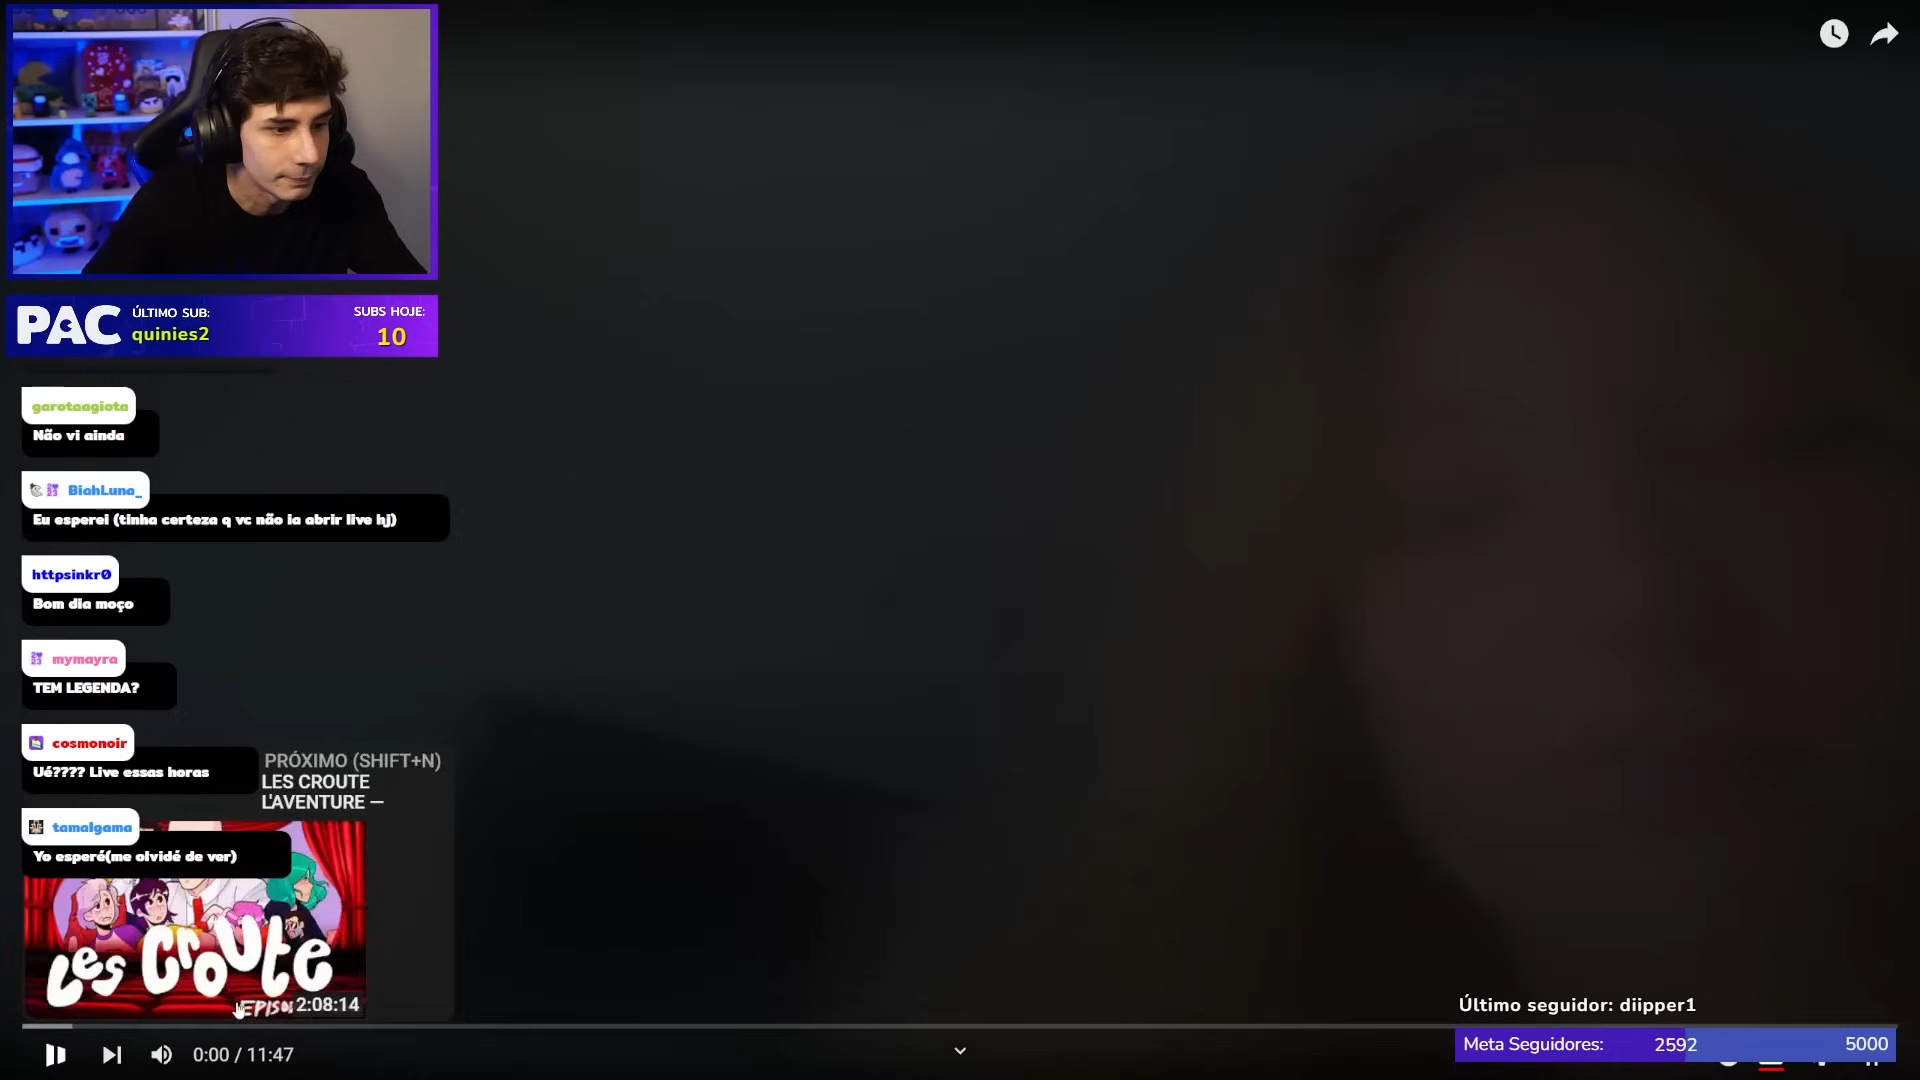 PAC
ÚLTIMO SUB:
quinies2
SUBS HOJE:
10
garotaagiota
Não vi ainda
BiahLuna_
Eu esperei (tinha certeza q vc não ia abrir live hj)
httpsinkr0
Bom dia moço
mymayra
TEM LEGENDA?
cosmonoir
Ué???? Live essas horas
PRÓXIMO (SHIFT+N)
LES CROUTE
L'AVENTURE —
tamalgama
Yo esperé(me olvidé de ver)
Les Croute
2:08:14
0:00 / 11:47
Último seguidor: diipper1
Meta Seguidores: 2592 5000